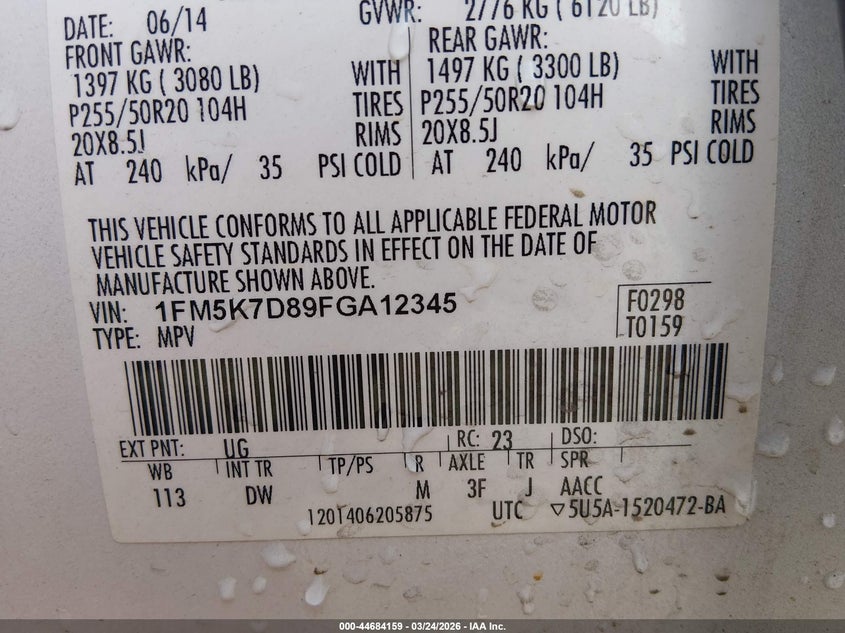 DATE: 06/14 GVWR: 2776 KG ( 6120 LB)
FRONT GAWR: REAR GAWR:
1397 KG ( 3080 LB) WITH 1497 KG ( 3300 LB) WITH
P255/50R20 104H TIRES P255/50R20 104H TIRES
20X8.5J RIMS 20X8.5J RIMS
AT 240 kPa/ 35 PSI COLD AT 240 kPa/ 35 PSI COLD
THIS VEHICLE CONFORMS TO ALL APPLICABLE FEDERAL MOTOR
VEHICLE SAFETY STANDARDS IN EFFECT ON THE DATE OF
MANUFACTURE SHOWN ABOVE.
VIN: 1FM5K7D89FGA12345 F0298
TYPE: MPV T0159
EXT PNT: UG RC: 23 DSO:
WB INT TR TP/PS R AXLE TR SPR
113 DW M 3F J AACC
1201406205875 UTC ▽5U5A-1520472-BA
000-44684159 - 03/24/2026 - IAA Inc.